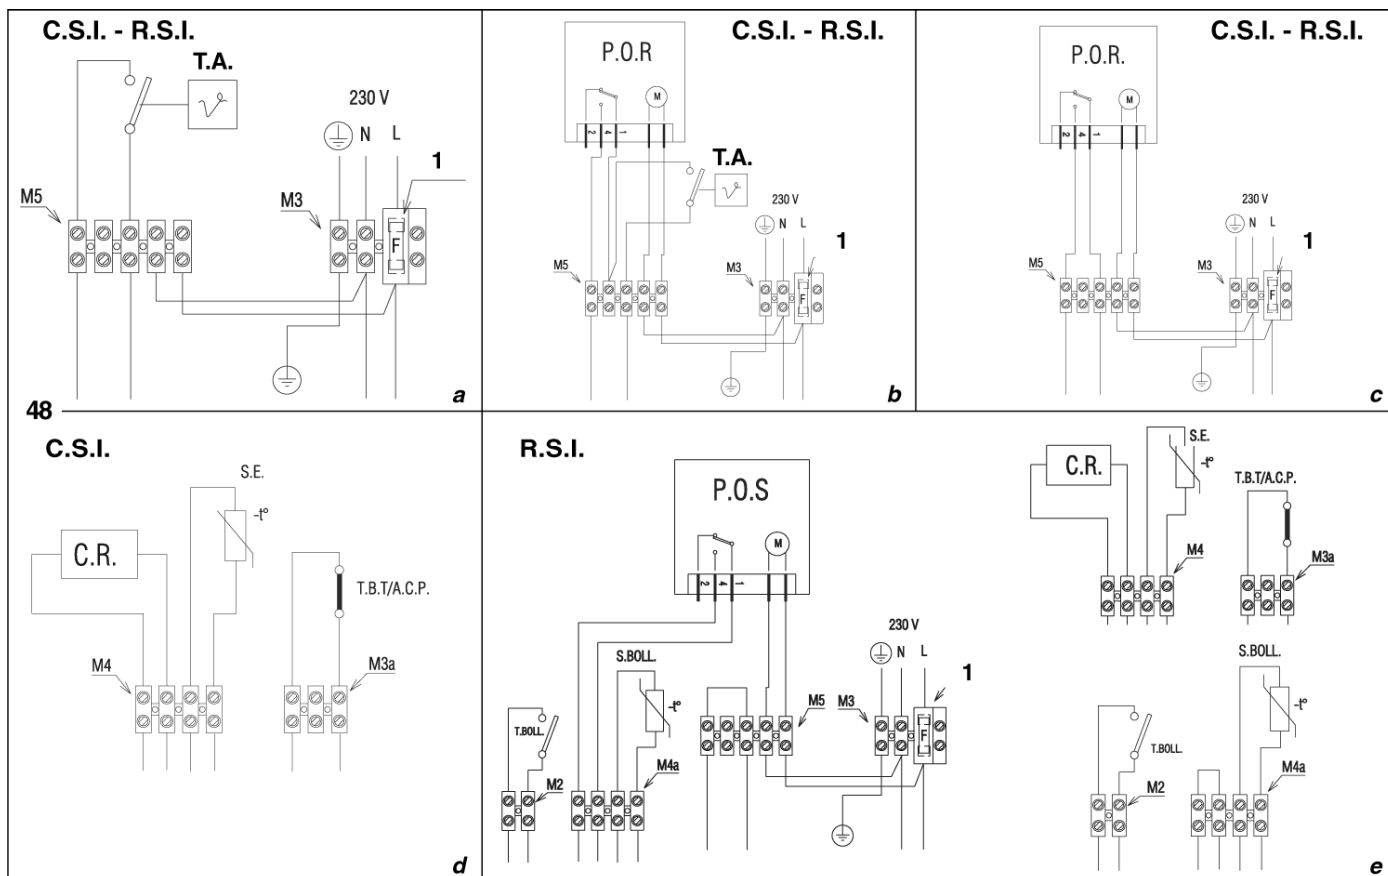 C.S.I. - R.S.I.
T.A.
230 V
N L
1
M5
M3
F
a
C.S.I. - R.S.I.
P.O.R
M
2 4 1
T.A.
230 V
N L
1
M5
M3
F
b
C.S.I. - R.S.I.
P.O.R.
M
2 4 1
230 V
N L
1
M5
M3
F
c
48
C.S.I.
S.E.
-t°
C.R.
T.B.T/A.C.P.
M4
M3a
d
R.S.I.
P.O.S
M
2 4 1
S.BOLL.
-t°
T.BOLL.
M2
M4a
230 V
N L
1
M5
M3
F
S.E.
C.R.
-t°
T.B.T/A.C.P.
M4
M3a
S.BOLL.
-t°
T.BOLL.
M2
M4a
e